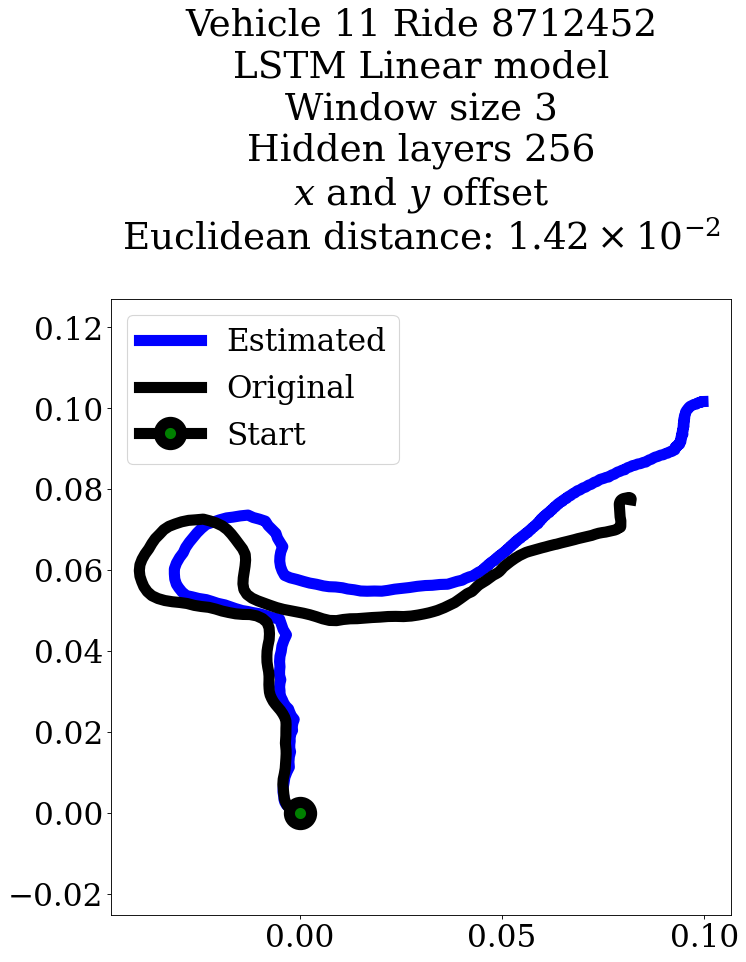 Vehicle 11 Ride 8712452
LSTM Linear model
Window size 3
Hidden layers 256
x and y offset
Euclidean distance: 1.42 × 10⁻²
Estimated
Original
Start
0.12
0.10
0.08
0.06
0.04
0.02
0.00
−0.02
0.00 0.05 0.10